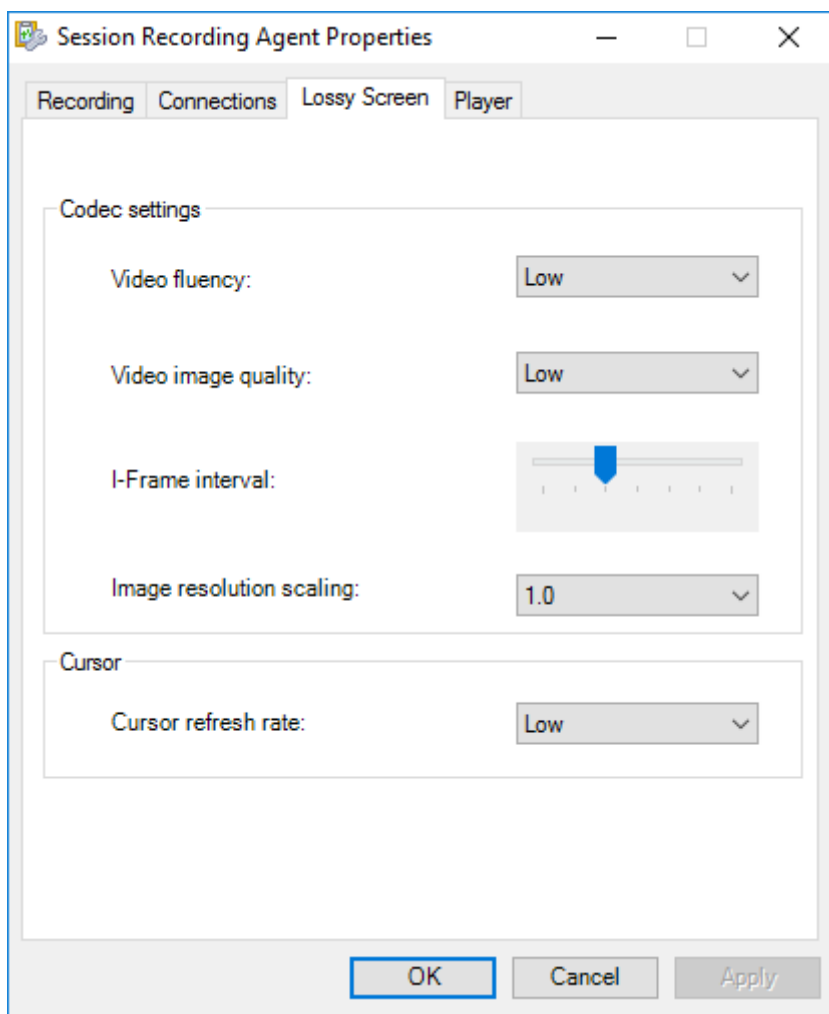 Session Recording Agent Properties
Recording Connections Lossy Screen Player
Codec settings
Video fluency: Low
Video image quality: Low
I-Frame interval:
Image resolution scaling: 1.0
Cursor
Cursor refresh rate: Low
OK Cancel Apply